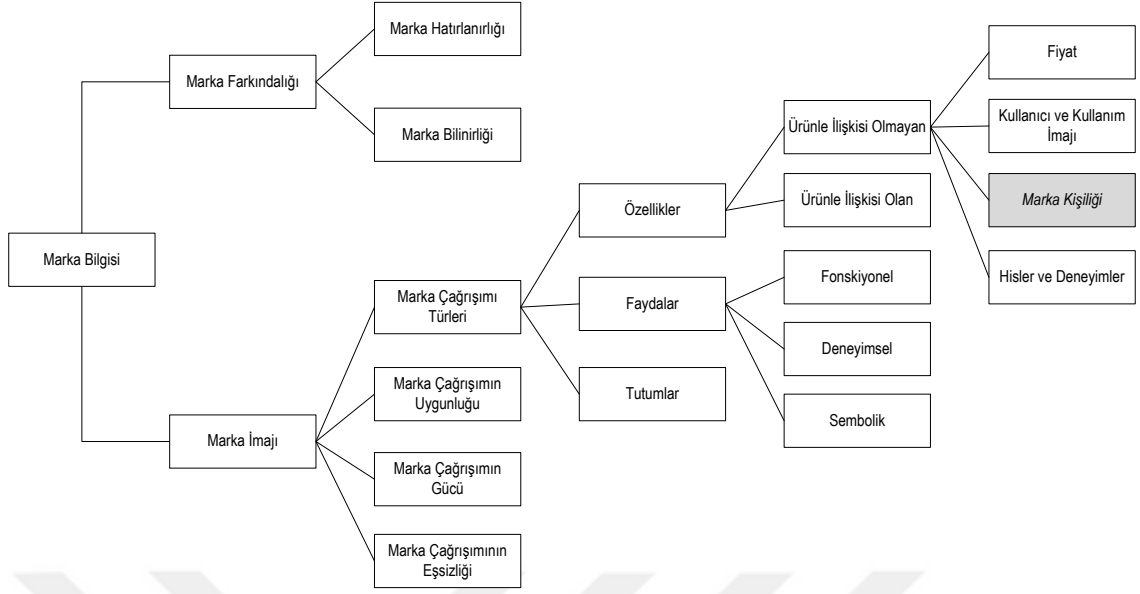 Marka Hatırlanırlığı
Marka Farkındalığı
Marka Bilinirliği
Marka Bilgisi
Marka Çağrışımı
Türleri
Marka Çağrışımın
Uygunluğu
Marka İmajı
Marka Çağrışımın
Gücü
Marka Çağrışımının
Eşsizliği
Özellikler
Faydalar
Tutumlar
Ürünle İlişkisi Olmayan
Ürünle İlişkisi Olan
Fonskiyonel
Deneyimsel
Sembolik
Fiyat
Kullanıcı ve Kullanım
İmajı
Marka Kişiliği
Hisler ve Deneyimler